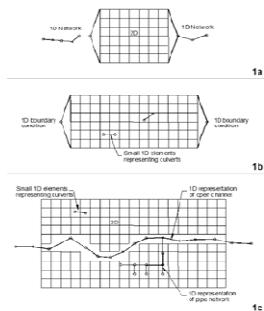 1D Network
1D Network
2D
1a
1D boundary
condition
1D boundary
condition
Small 1D elements
representing culverts
1b
Small 1D elements
representing culverts
1D representation
of open channel
2D
1D representation
of pipe network
1c